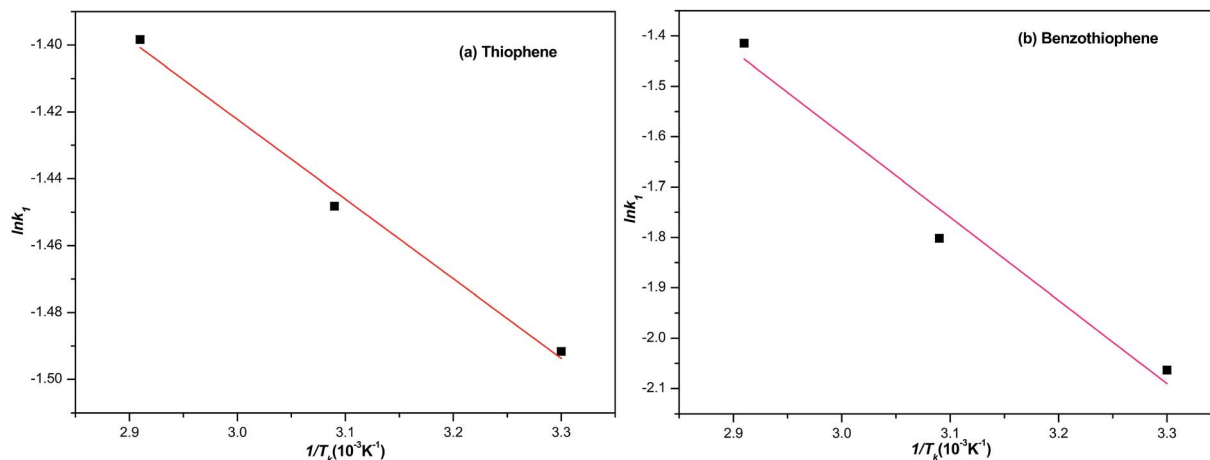 (a) Thiophene
-1.40
-1.42
-1.44
-1.46
-1.48
-1.50
lnk1
2.9 3.0 3.1 3.2 3.3
1/Tk(10-3K-1)
(b) Benzothiophene
-1.4
-1.5
-1.6
-1.7
-1.8
-1.9
-2.0
-2.1
lnk1
2.9 3.0 3.1 3.2 3.3
1/Tk(10-3K-1)